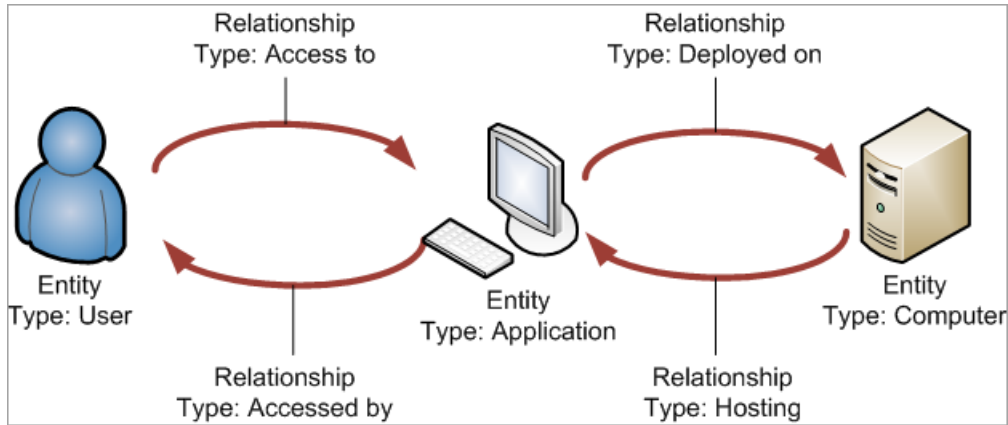 Relationship
Type: Access to
Relationship
Type: Deployed on
Entity
Type: User
Entity
Type: Application
Entity
Type: Computer
Relationship
Type: Accessed by
Relationship
Type: Hosting